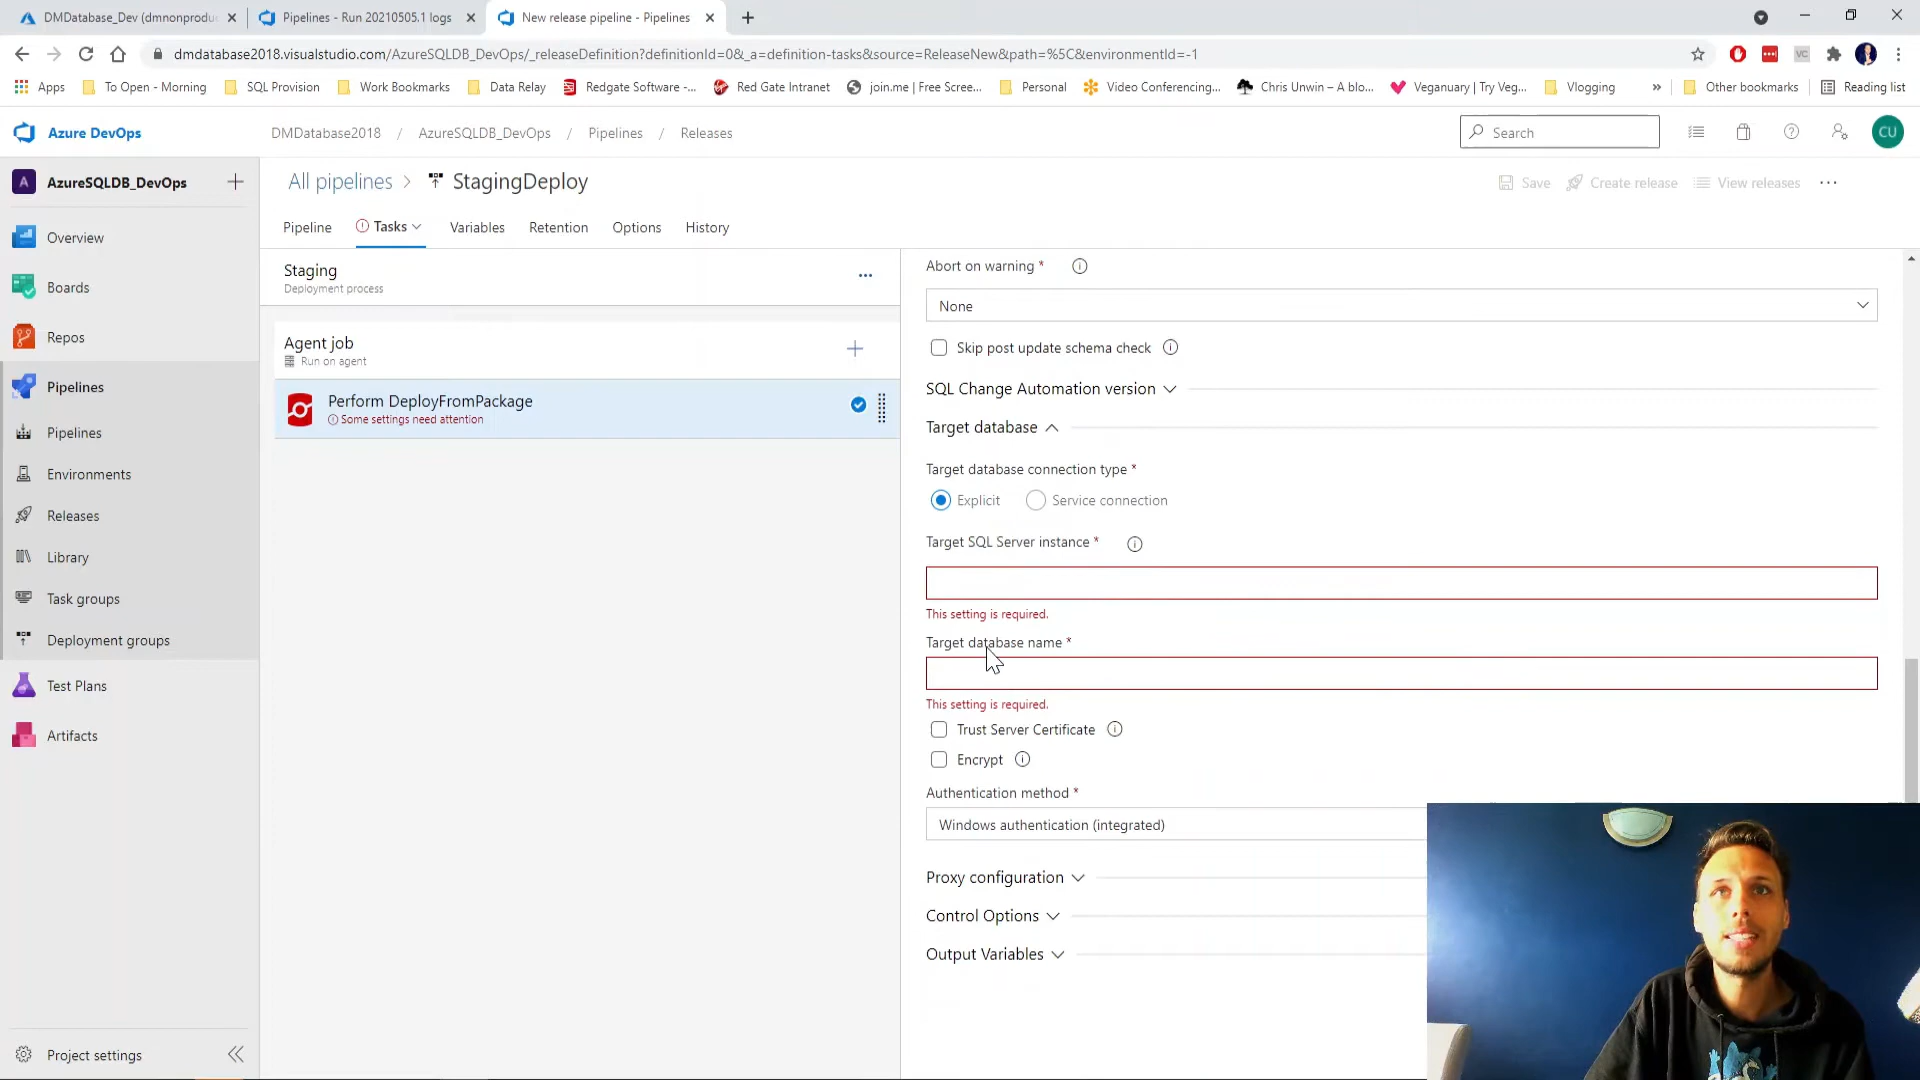 DMDatabase_Dev (dmnonprodu
Pipelines - Run 20210505.1 logs
New release pipeline - Pipelines
dmdatabase2018.visualstudio.com/AzureSQLDB_DevOps/_releaseDefinition?definitionId=0&_a=definition-tasks&source=ReleaseNew&path=%5C&environmentId=-1
VC
Apps
To Open - Morning
SQL Provision
Work Bookmarks
Data Relay
Redgate Software -...
Red Gate Intranet
join.me | Free Scree...
Personal
Video Conferencing...
Chris Unwin – A blo...
Veganuary | Try Veg...
Vlogging
»
Other bookmarks
Reading list
Azure DevOps
DMDatabase2018 / AzureSQLDB_DevOps / Pipelines / Releases
Search
CU
A AzureSQLDB_DevOps
All pipelines > StagingDeploy
Save
Create release
View releases
Pipeline
Tasks
Variables
Retention
Options
History
Overview
Boards
Repos
Pipelines
Pipelines
Environments
Releases
Library
Task groups
Deployment groups
Test Plans
Artifacts
Project settings
Staging
Deployment process
Agent job
Run on agent
Perform DeployFromPackage
Some settings need attention
Abort on warning *
None
Skip post update schema check
SQL Change Automation version
Target database
Target database connection type *
Explicit
Service connection
Target SQL Server instance *
This setting is required.
Target database name *
This setting is required.
Trust Server Certificate
Encrypt
Authentication method *
Windows authentication (integrated)
Proxy configuration
Control Options
Output Variables